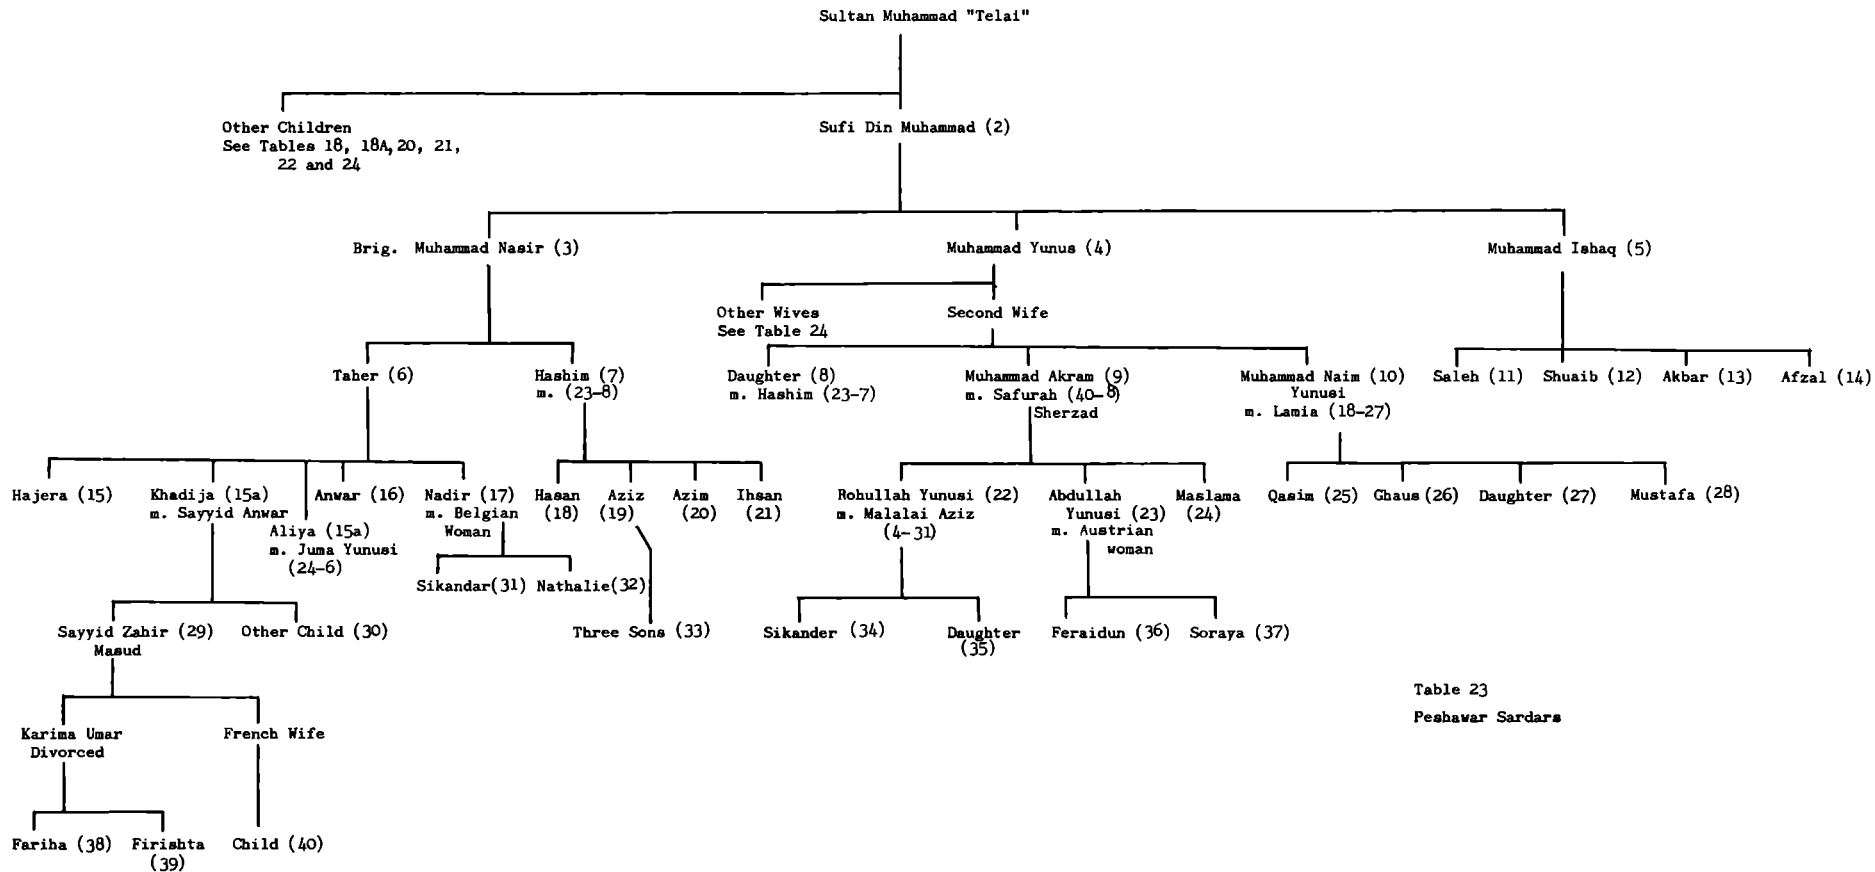 Sultan Muhammad "Telai"
Other Children
See Tables 18, 18A, 20, 21,
22 and 24
Sufi Din Muhammad (2)
Brig. Muhammad Nasir (3)
Muhammad Yunus (4)
Muhammad Ishaq (5)
Other Wives
See Table 24
Second Wife
Taher (6)
Hashim (7)
m. (23-8)
Daughter (8)
m. Hashim (23-7)
Muhammad Akram (9)
m. Safurah (40-8)
Sherzad
Muhammad Naim (10)
Yunusi
m. Lamia (18-27)
Saleh (11)
Shuaib (12)
Akbar (13)
Afzal (14)
Hajera (15)
Khadija (15a)
m. Sayyid Anwar
Aliya (15a)
m. Juma Yunusi
(24-6)
Anwar (16)
Nadir (17)
m. Belgian
Woman
Hasan
(18)
Aziz
(19)
Azim
(20)
Ihsan
(21)
Rohullah Yunusi (22)
m. Malalai Aziz
(4-31)
Abdullah
Yunusi (23)
m. Austrian
woman
Maslama
(24)
Qasim (25)
Ghaus (26)
Daughter (27)
Mustafa (28)
Sikandar(31)
Nathalie(32)
Sayyid Zahir (29)
Masud
Other Child (30)
Three Sons (33)
Sikander (34)
Daughter
(35)
Feraidun (36)
Soraya (37)
Table 23
Peshawar Sardars
Karima Umar
Divorced
French Wife
Fariha (38)
Firishta
(39)
Child (40)